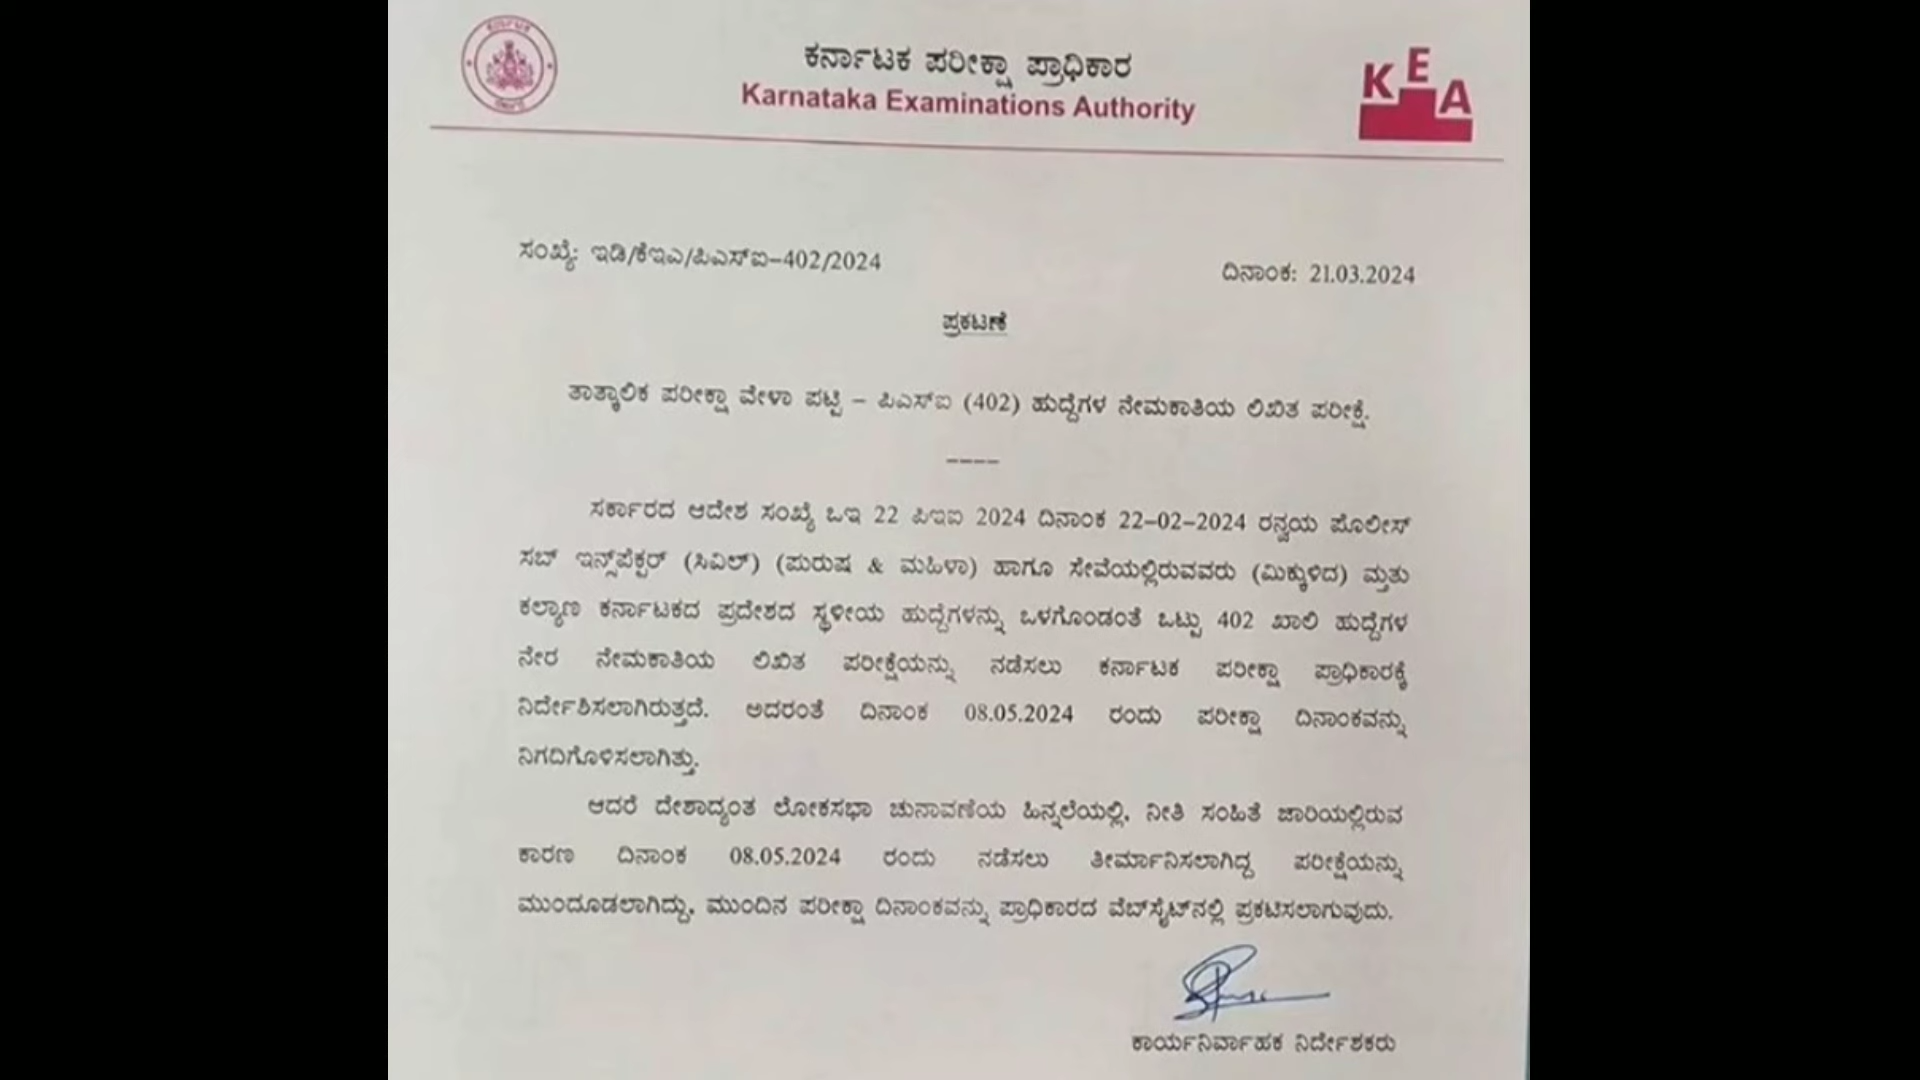 ಕರ್ನಾಟಕ ಪರೀಕ್ಷಾ ಪ್ರಾಧಿಕಾರ
Karnataka Examinations Authority
KEA
ಸಂಖ್ಯೆ: ಇಡಿ/ಕೆಇಎ/ಪಿಎಸ್ಐ-402/2024
ದಿನಾಂಕ: 21.03.2024
ಪ್ರಕಟಣೆ
ತಾತ್ಕಾಲಿಕ ಪರೀಕ್ಷಾ ವೇಳಾ ಪಟ್ಟಿ – ಪಿಎಸ್ಐ (402) ಹುದ್ದೆಗಳ ನೇಮಕಾತಿಯ ಲಿಖಿತ ಪರೀಕ್ಷೆ.
----
ಸರ್ಕಾರದ ಆದೇಶ ಸಂಖ್ಯೆ ಒಇ 22 ಪಿಇಐ 2024 ದಿನಾಂಕ 22-02-2024 ರನ್ವಯ ಪೊಲೀಸ್
ಸಬ್ ಇನ್ಸ್‌ಪೆಕ್ಟರ್ (ಸಿವಿಲ್) (ಪುರುಷ & ಮಹಿಳಾ) ಹಾಗೂ ಸೇವೆಯಲ್ಲಿರುವವರು (ಮಿಕ್ಕುಳಿದ) ಮ್ತತು
ಕಲ್ಯಾಣ ಕರ್ನಾಟಕದ ಪ್ರದೇಶದ ಸ್ಥಳೀಯ ಹುದ್ದೆಗಳನ್ನು ಒಳಗೊಂಡಂತೆ ಒಟ್ಟು 402 ಖಾಲಿ ಹುದ್ದೆಗಳ
ನೇರ ನೇಮಕಾತಿಯ ಲಿಖಿತ ಪರೀಕ್ಷೆಯನ್ನು ನಡೆಸಲು ಕರ್ನಾಟಕ ಪರೀಕ್ಷಾ ಪ್ರಾಧಿಕಾರಕ್ಕೆ
ನಿರ್ದೇಶಿಸಲಾಗಿರುತ್ತದೆ. ಅದರಂತೆ ದಿನಾಂಕ 08.05.2024 ರಂದು ಪರೀಕ್ಷಾ ದಿನಾಂಕವನ್ನು
ನಿಗದಿಗೊಳಿಸಲಾಗಿತ್ತು.
ಆದರೆ ದೇಶಾದ್ಯಂತ ಲೋಕಸಭಾ ಚುನಾವಣೆಯ ಹಿನ್ನಲೆಯಲ್ಲಿ, ನೀತಿ ಸಂಹಿತೆ ಜಾರಿಯಲ್ಲಿರುವ
ಕಾರಣ ದಿನಾಂಕ 08.05.2024 ರಂದು ನಡೆಸಲು ತೀರ್ಮಾನಿಸಲಾಗಿದ್ದ ಪರೀಕ್ಷೆಯನ್ನು
ಮುಂದೂಡಲಾಗಿದ್ದು, ಮುಂದಿನ ಪರೀಕ್ಷಾ ದಿನಾಂಕವನ್ನು ಪ್ರಾಧಿಕಾರದ ವೆಬ್‌ಸೈಟ್‌ನಲ್ಲಿ ಪ್ರಕಟಿಸಲಾಗುವುದು.
ಕಾರ್ಯನಿರ್ವಾಹಕ ನಿರ್ದೇಶಕರು